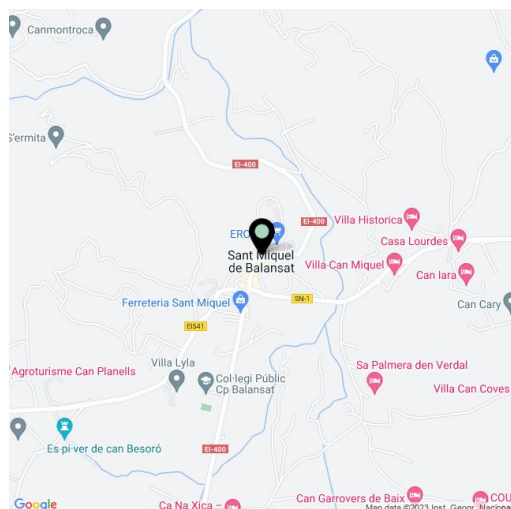 Canmontroca
S'ermita
EI-400
EI-400
Villa Historica
ERO
Casa Lourdes
Sant Miquel
de Balansat
Villa Can Miquel
Can Iara
Ferreteria Sant Miquel
SN-1
Can Cary
EI541
Villa Lyla
Sa Palmera den Verdal
Agroturisme Can Planells
Col·legi Públic
Cp Balansat
Villa Can Coves
Es pi ver de can Besoró
EI-400
Can Garrovers de Baix
COU
Ca Na Xica –
Google
Map data ©2023 Inst. Geogr. Naciona